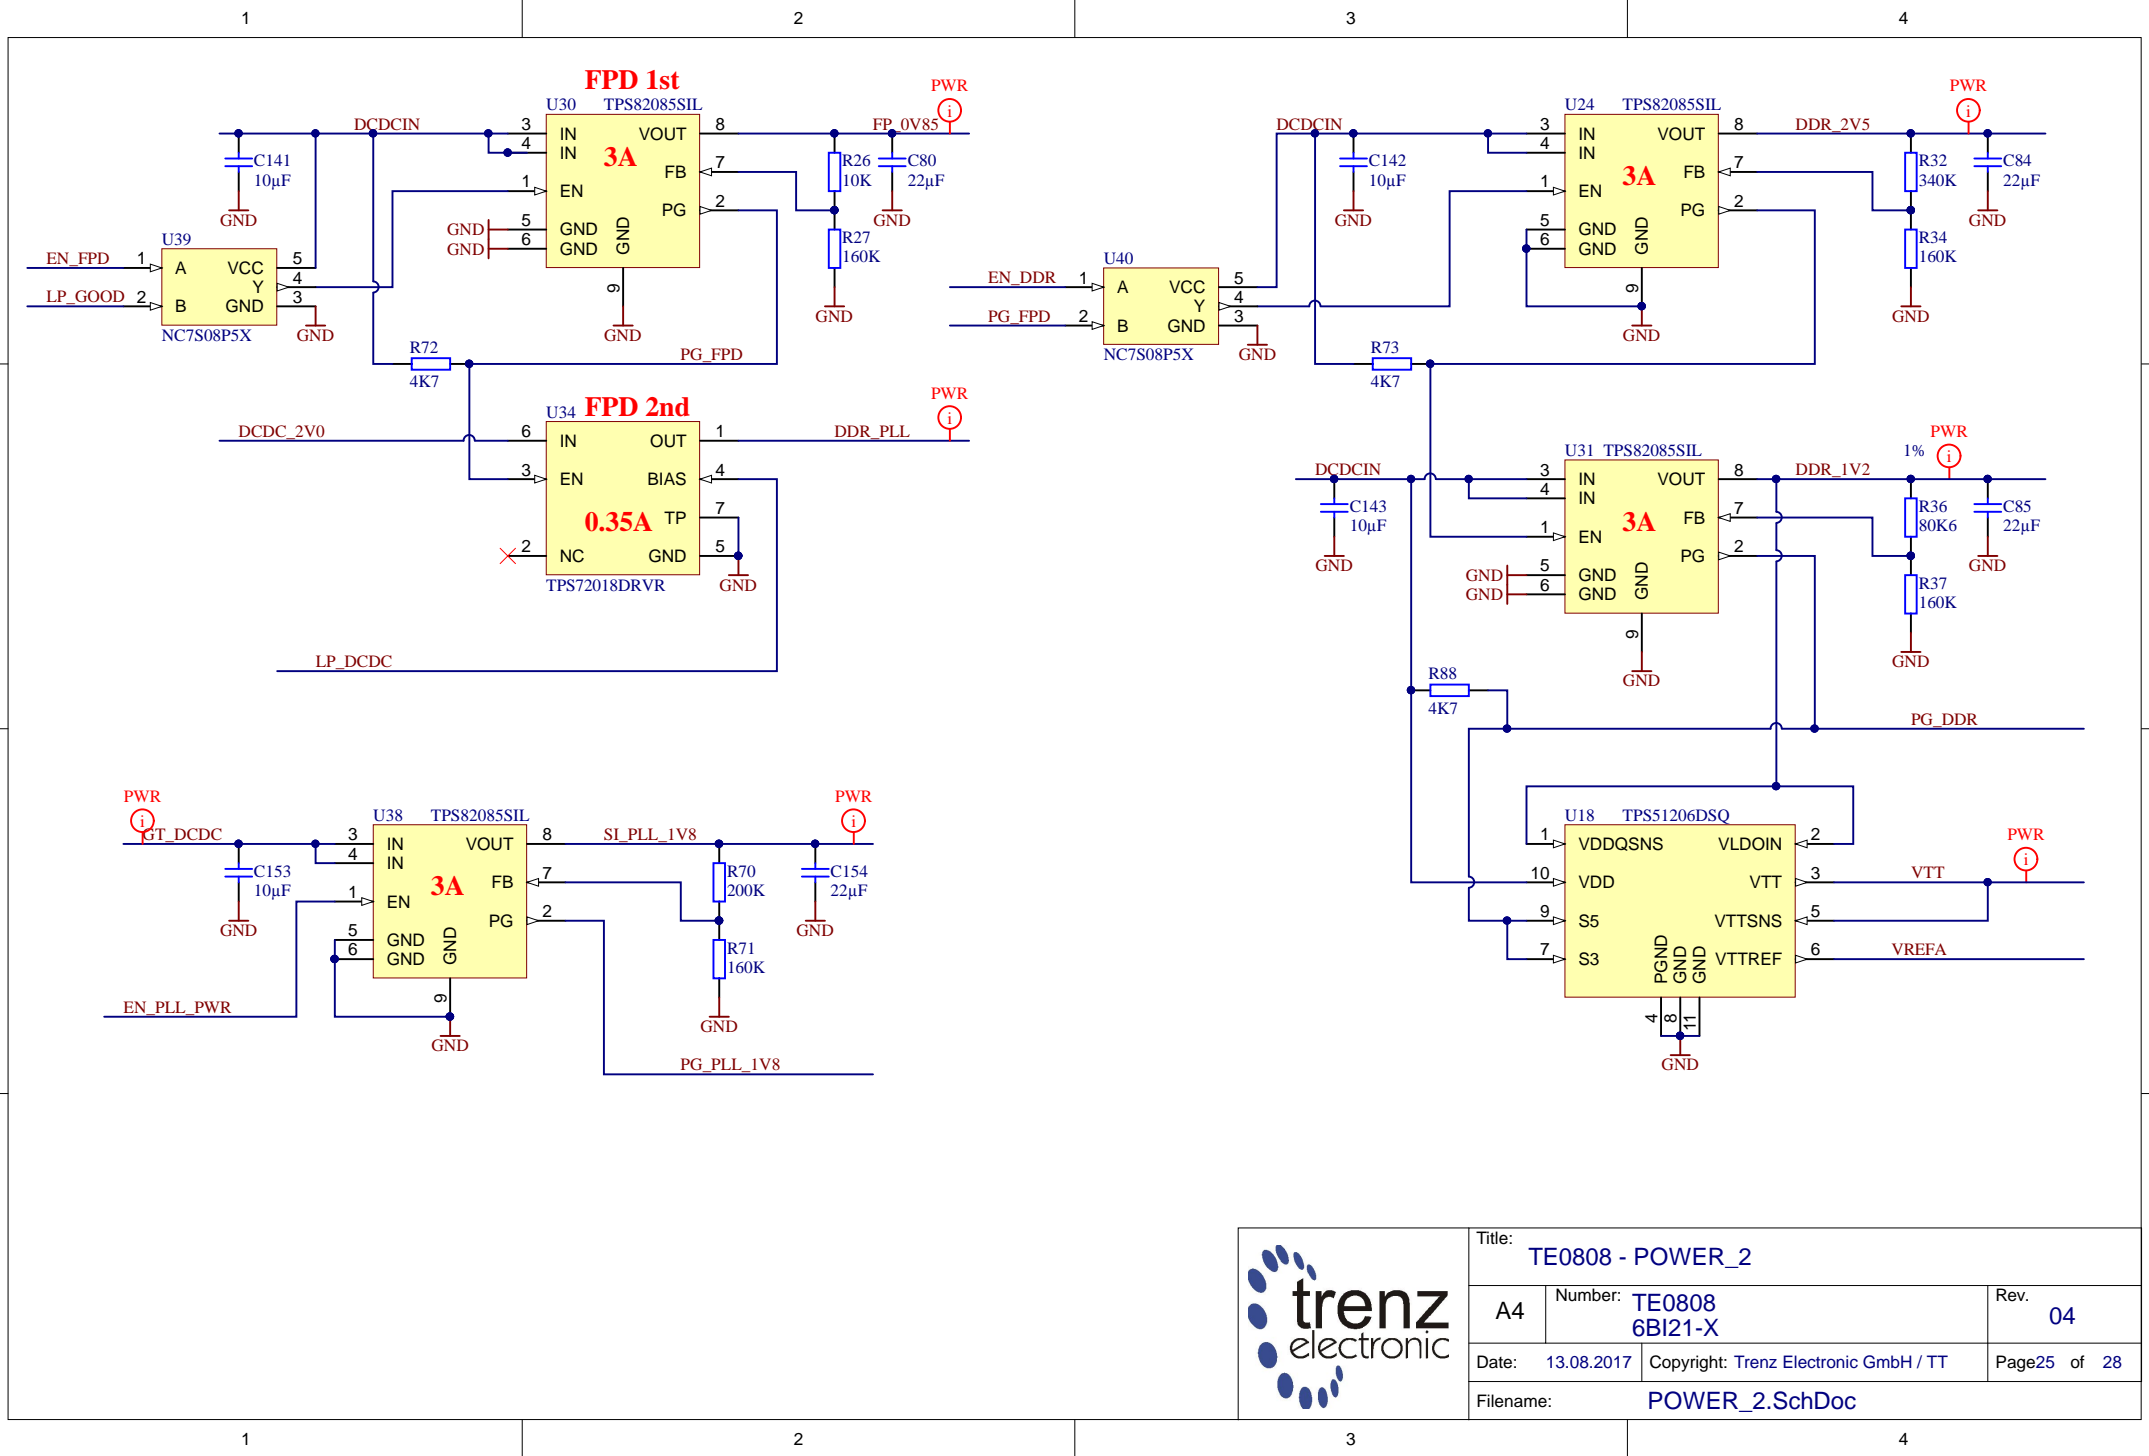 1 2 3 4
FPD 1st
U30 TPS82085SIL
PWR
DCDCIN
3 IN VOUT 8
FP_0V85
4 IN
3A
C141
10µF
GND
FB 7
R26
10K
C80
22µF
GND
1 EN
PG 2
GND 5 GND
GND 6 GND
GND
9
GND
R27
160K
GND
U39
EN_FPD 1 A VCC 5
Y 4
LP_GOOD 2 B GND 3
NC7S08P5X
GND
R72
4K7
PG_FPD
FPD 2nd
U34
PWR
DCDC_2V0
6 IN OUT 1
DDR_PLL
3 EN BIAS 4
0.35A
TP 7
2 NC GND 5
TPS72018DRVR
GND
LP_DCDC
PWR
GT_DCDC
U38 TPS82085SIL
PWR
3 IN VOUT 8
SI_PLL_1V8
4 IN
C153
10µF
GND
3A
FB 7
R70
200K
C154
22µF
GND
1 EN
PG 2
5 GND
6 GND
GND
9
GND
R71
160K
GND
EN_PLL_PWR
PG_PLL_1V8
U24 TPS82085SIL
PWR
DCDCIN
3 IN VOUT 8
DDR_2V5
4 IN
C142
10µF
GND
3A
FB 7
R32
340K
C84
22µF
GND
1 EN
PG 2
5 GND
6 GND
GND
9
GND
R34
160K
GND
U40
EN_DDR 1 A VCC 5
Y 4
PG_FPD 2 B GND 3
NC7S08P5X
GND
R73
4K7
U31 TPS82085SIL
1%
PWR
DCDCIN
3 IN VOUT 8
DDR_1V2
4 IN
C143
10µF
GND
3A
FB 7
R36
80K6
C85
22µF
GND
1 EN
PG 2
GND 5 GND
GND 6 GND
GND
9
GND
R37
160K
GND
R88
4K7
PG_DDR
U18 TPS51206DSQ
1 VDDQSNS VLDOIN 2
PWR
10 VDD VTT 3
VTT
9 S5 VTTSNS 5
7 S3 VTTREF 6
VREFA
PGND
GND
GND
4 8 11
GND
trenz
electronic
Title:
TE0808 - POWER_2
A4
Number: TE0808
6BI21-X
Rev.
04
Date: 13.08.2017
Copyright: Trenz Electronic GmbH / TT
Page25 of 28
Filename: POWER_2.SchDoc
1 2 3 4